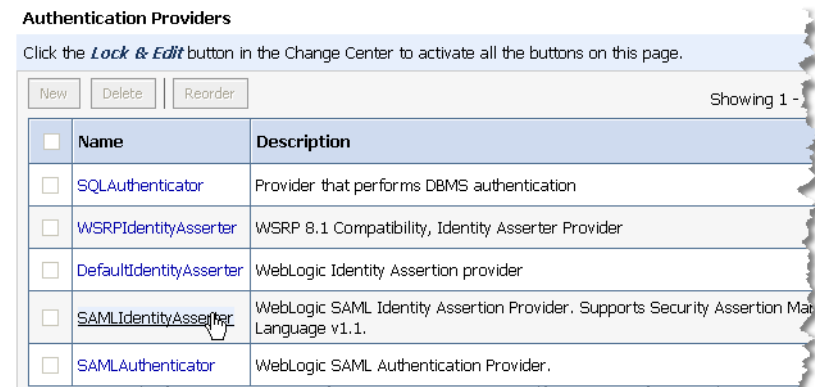 Authentication Providers
Click the Lock & Edit button in the Change Center to activate all the buttons on this page.
New Delete Reorder
Showing 1 -
Name Description
SQLAuthenticator Provider that performs DBMS authentication
WSRPIdentityAsserter WSRP 8.1 Compatibility, Identity Asserter Provider
DefaultIdentityAsserter WebLogic Identity Assertion provider
SAMLIdentityAsserter WebLogic SAML Identity Assertion Provider. Supports Security Assertion Mar
Language v1.1.
SAMLAuthenticator WebLogic SAML Authentication Provider.